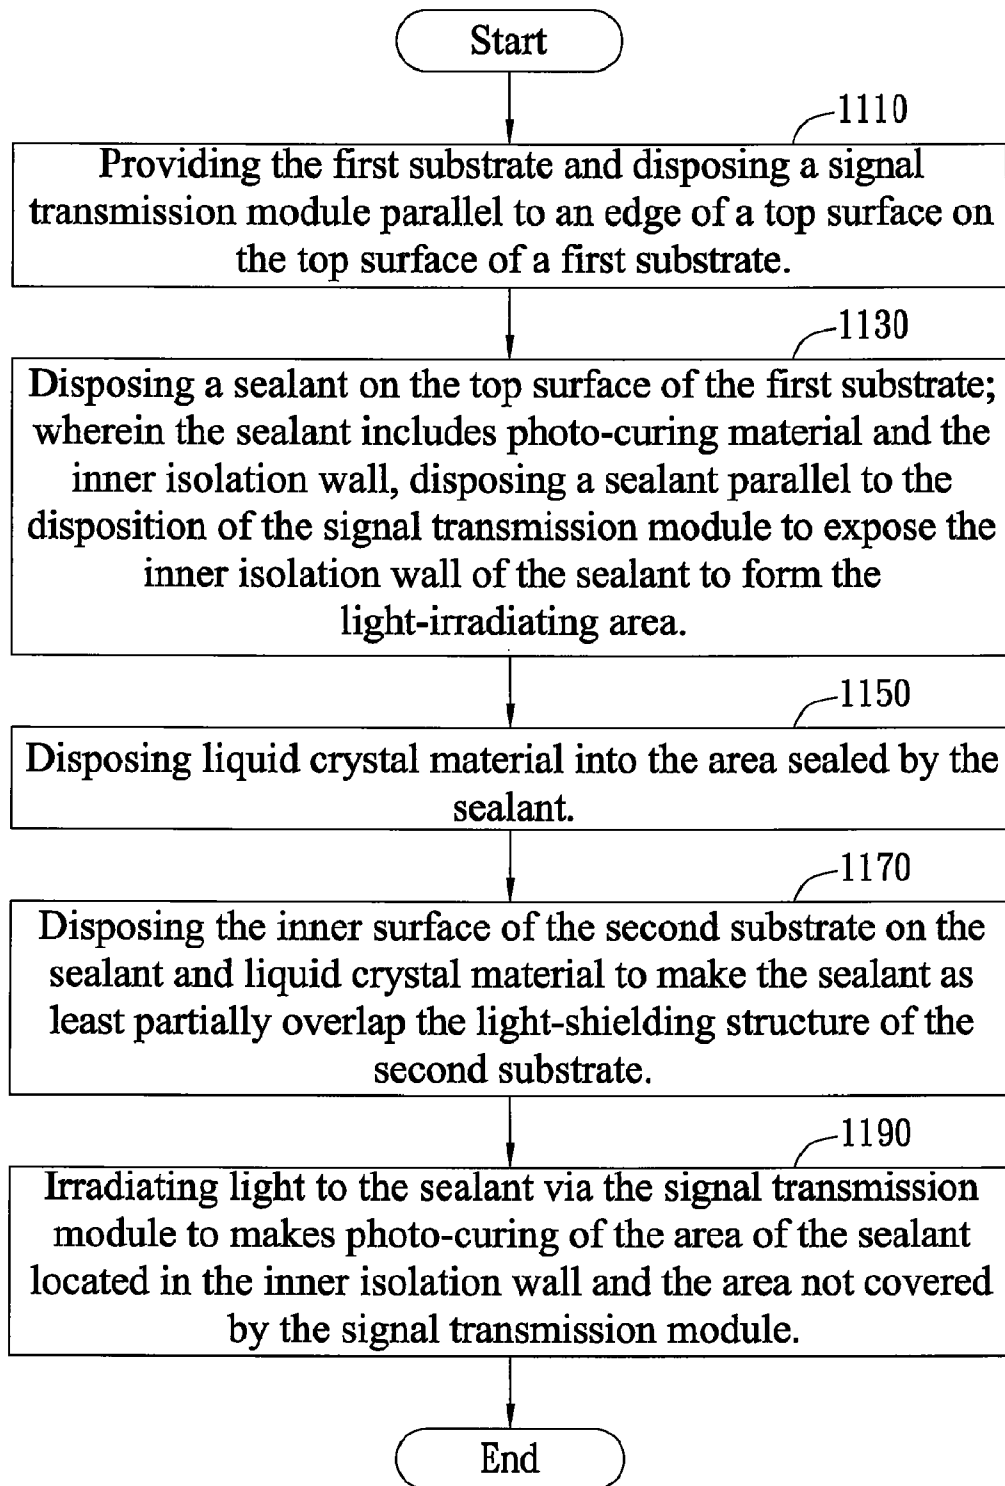 Start
1110
Providing the first substrate and disposing a signal
transmission module parallel to an edge of a top surface on
the top surface of a first substrate.
1130
Disposing a sealant on the top surface of the first substrate;
wherein the sealant includes photo-curing material and the
inner isolation wall, disposing a sealant parallel to the
disposition of the signal transmission module to expose the
inner isolation wall of the sealant to form the
light-irradiating area.
1150
Disposing liquid crystal material into the area sealed by the
sealant.
1170
Disposing the inner surface of the second substrate on the
sealant and liquid crystal material to make the sealant as
least partially overlap the light-shielding structure of the
second substrate.
1190
Irradiating light to the sealant via the signal transmission
module to makes photo-curing of the area of the sealant
located in the inner isolation wall and the area not covered
by the signal transmission module.
End